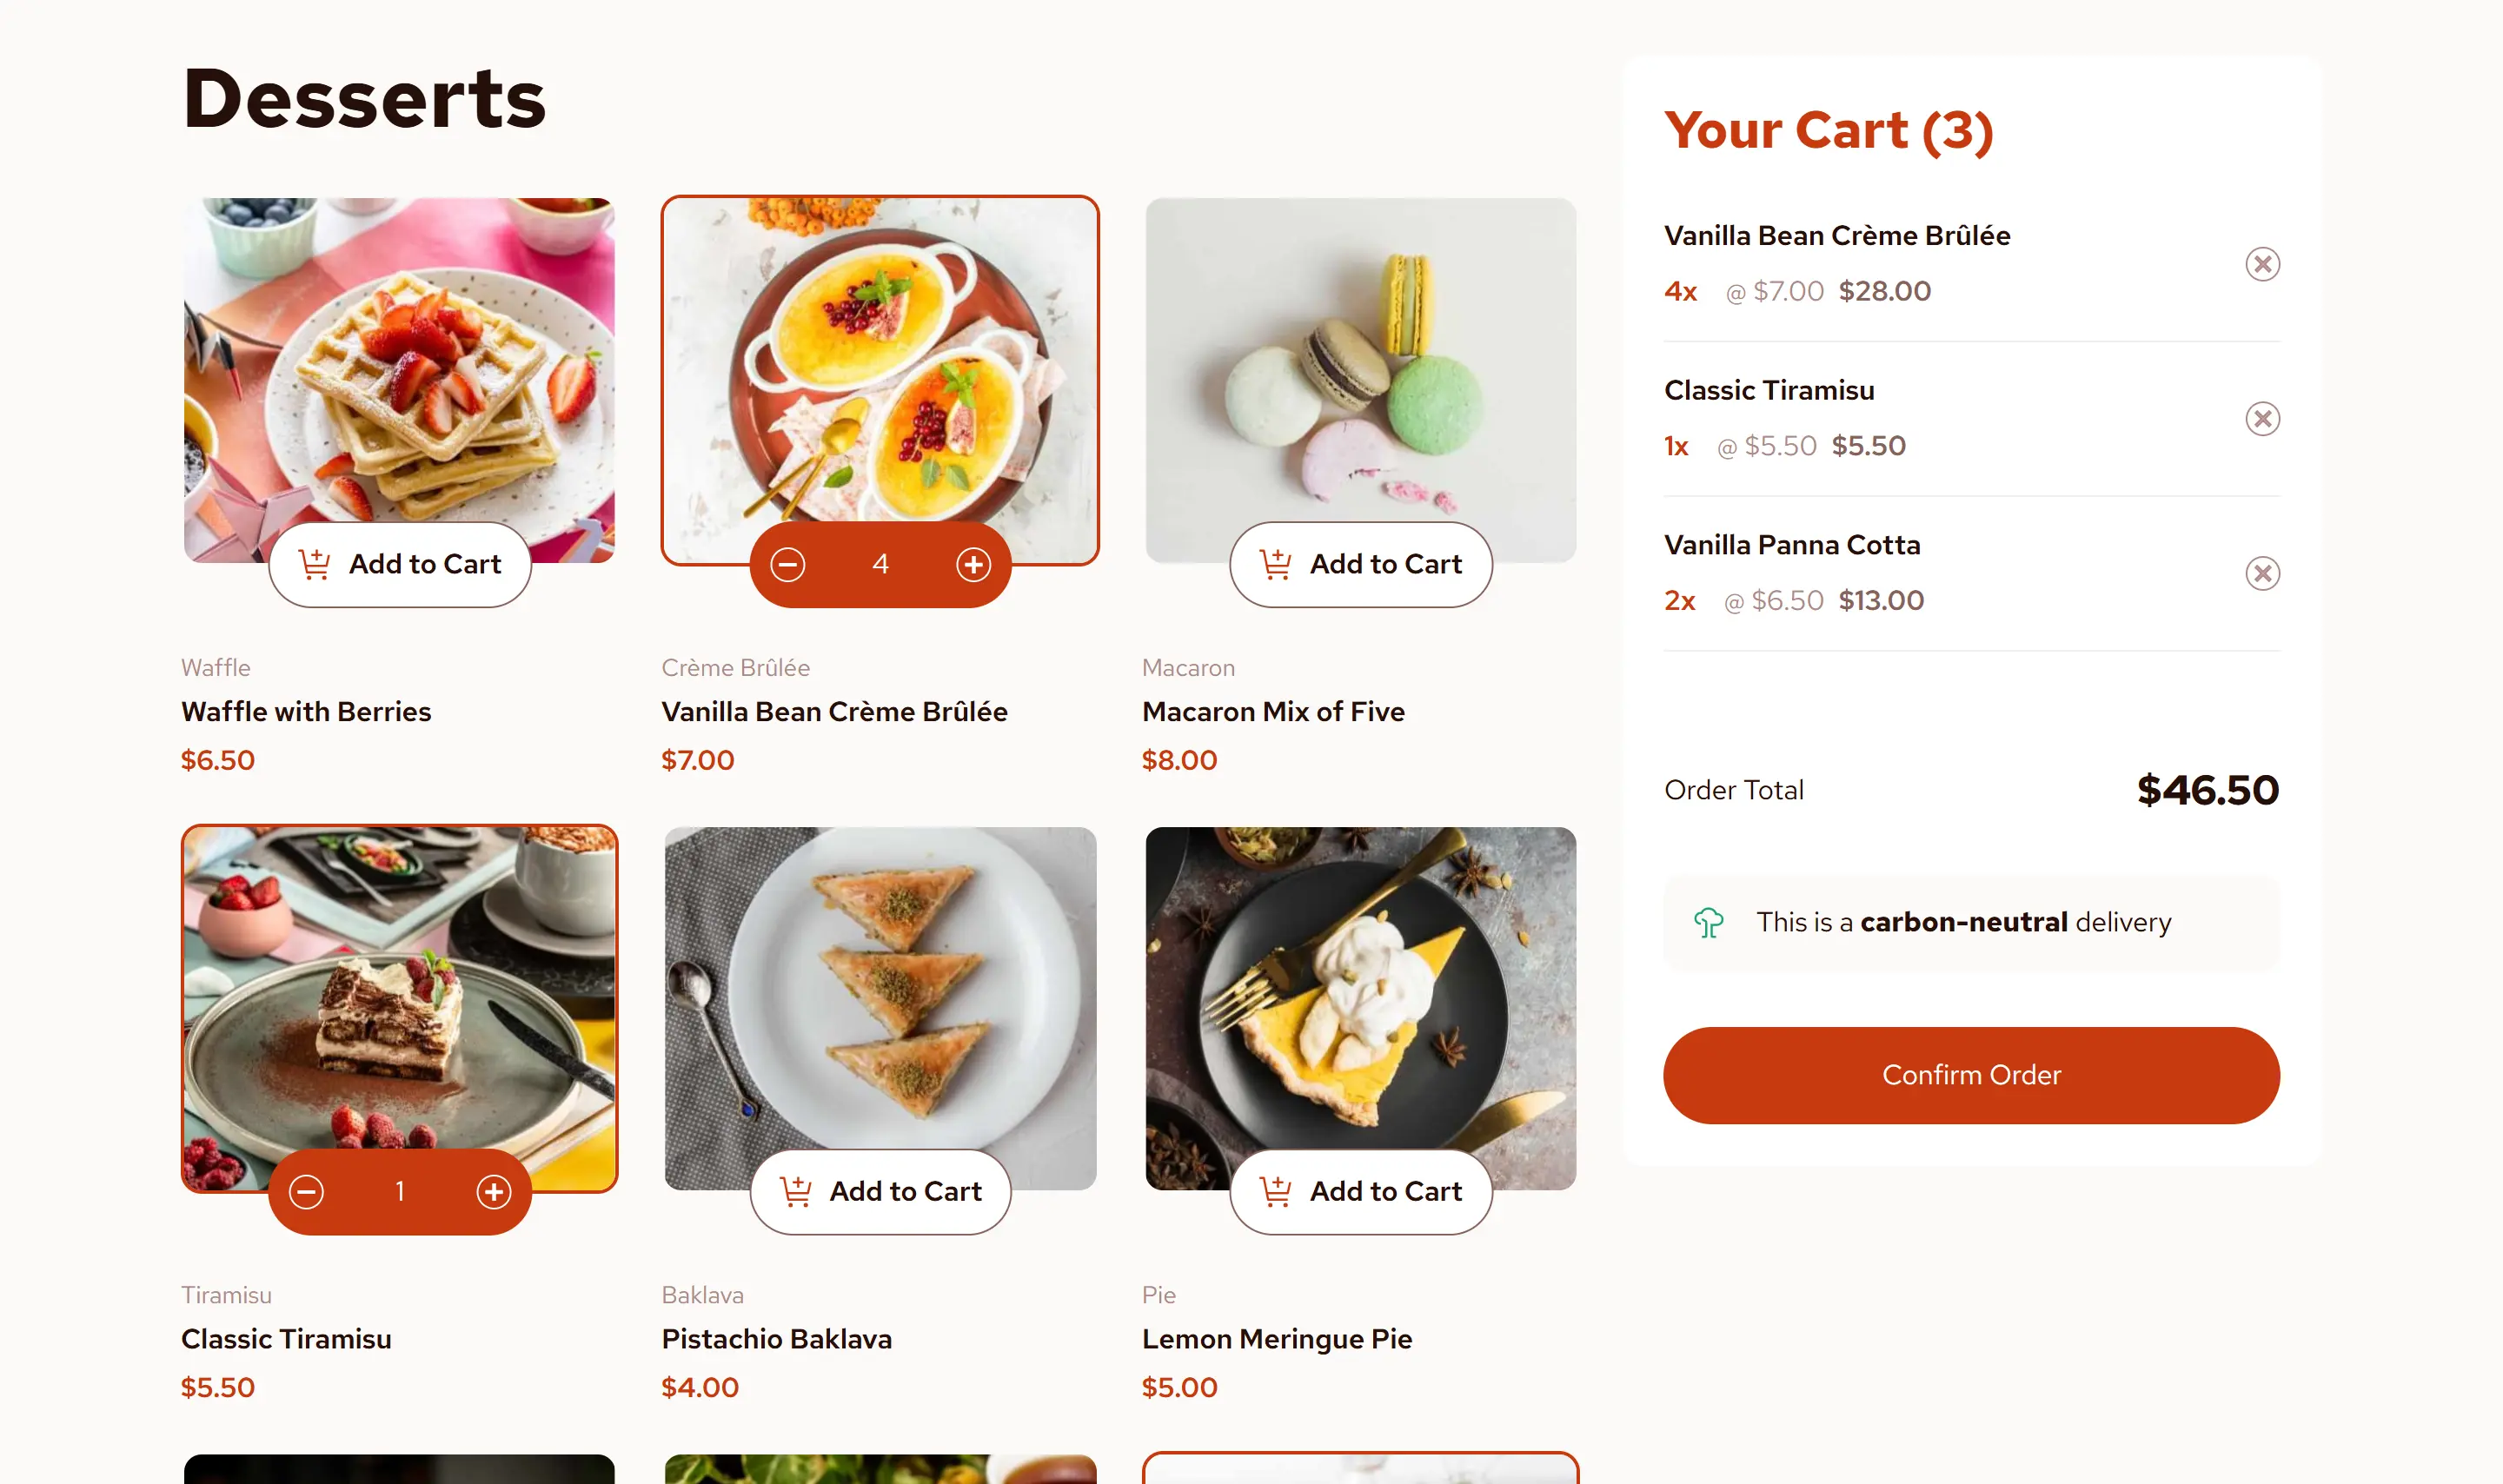 Desserts
Add to Cart
Waffle
Waffle with Berries
$6.50
4
Crème Brûlée
Vanilla Bean Crème Brûlée
$7.00
Add to Cart
Macaron
Macaron Mix of Five
$8.00
1
Tiramisu
Classic Tiramisu
$5.50
Add to Cart
Baklava
Pistachio Baklava
$4.00
Add to Cart
Pie
Lemon Meringue Pie
$5.00
Your Cart (3)
Vanilla Bean Crème Brûlée
4x @ $7.00 $28.00
Classic Tiramisu
1x @ $5.50 $5.50
Vanilla Panna Cotta
2x @ $6.50 $13.00
Order Total $46.50
This is a carbon-neutral delivery
Confirm Order